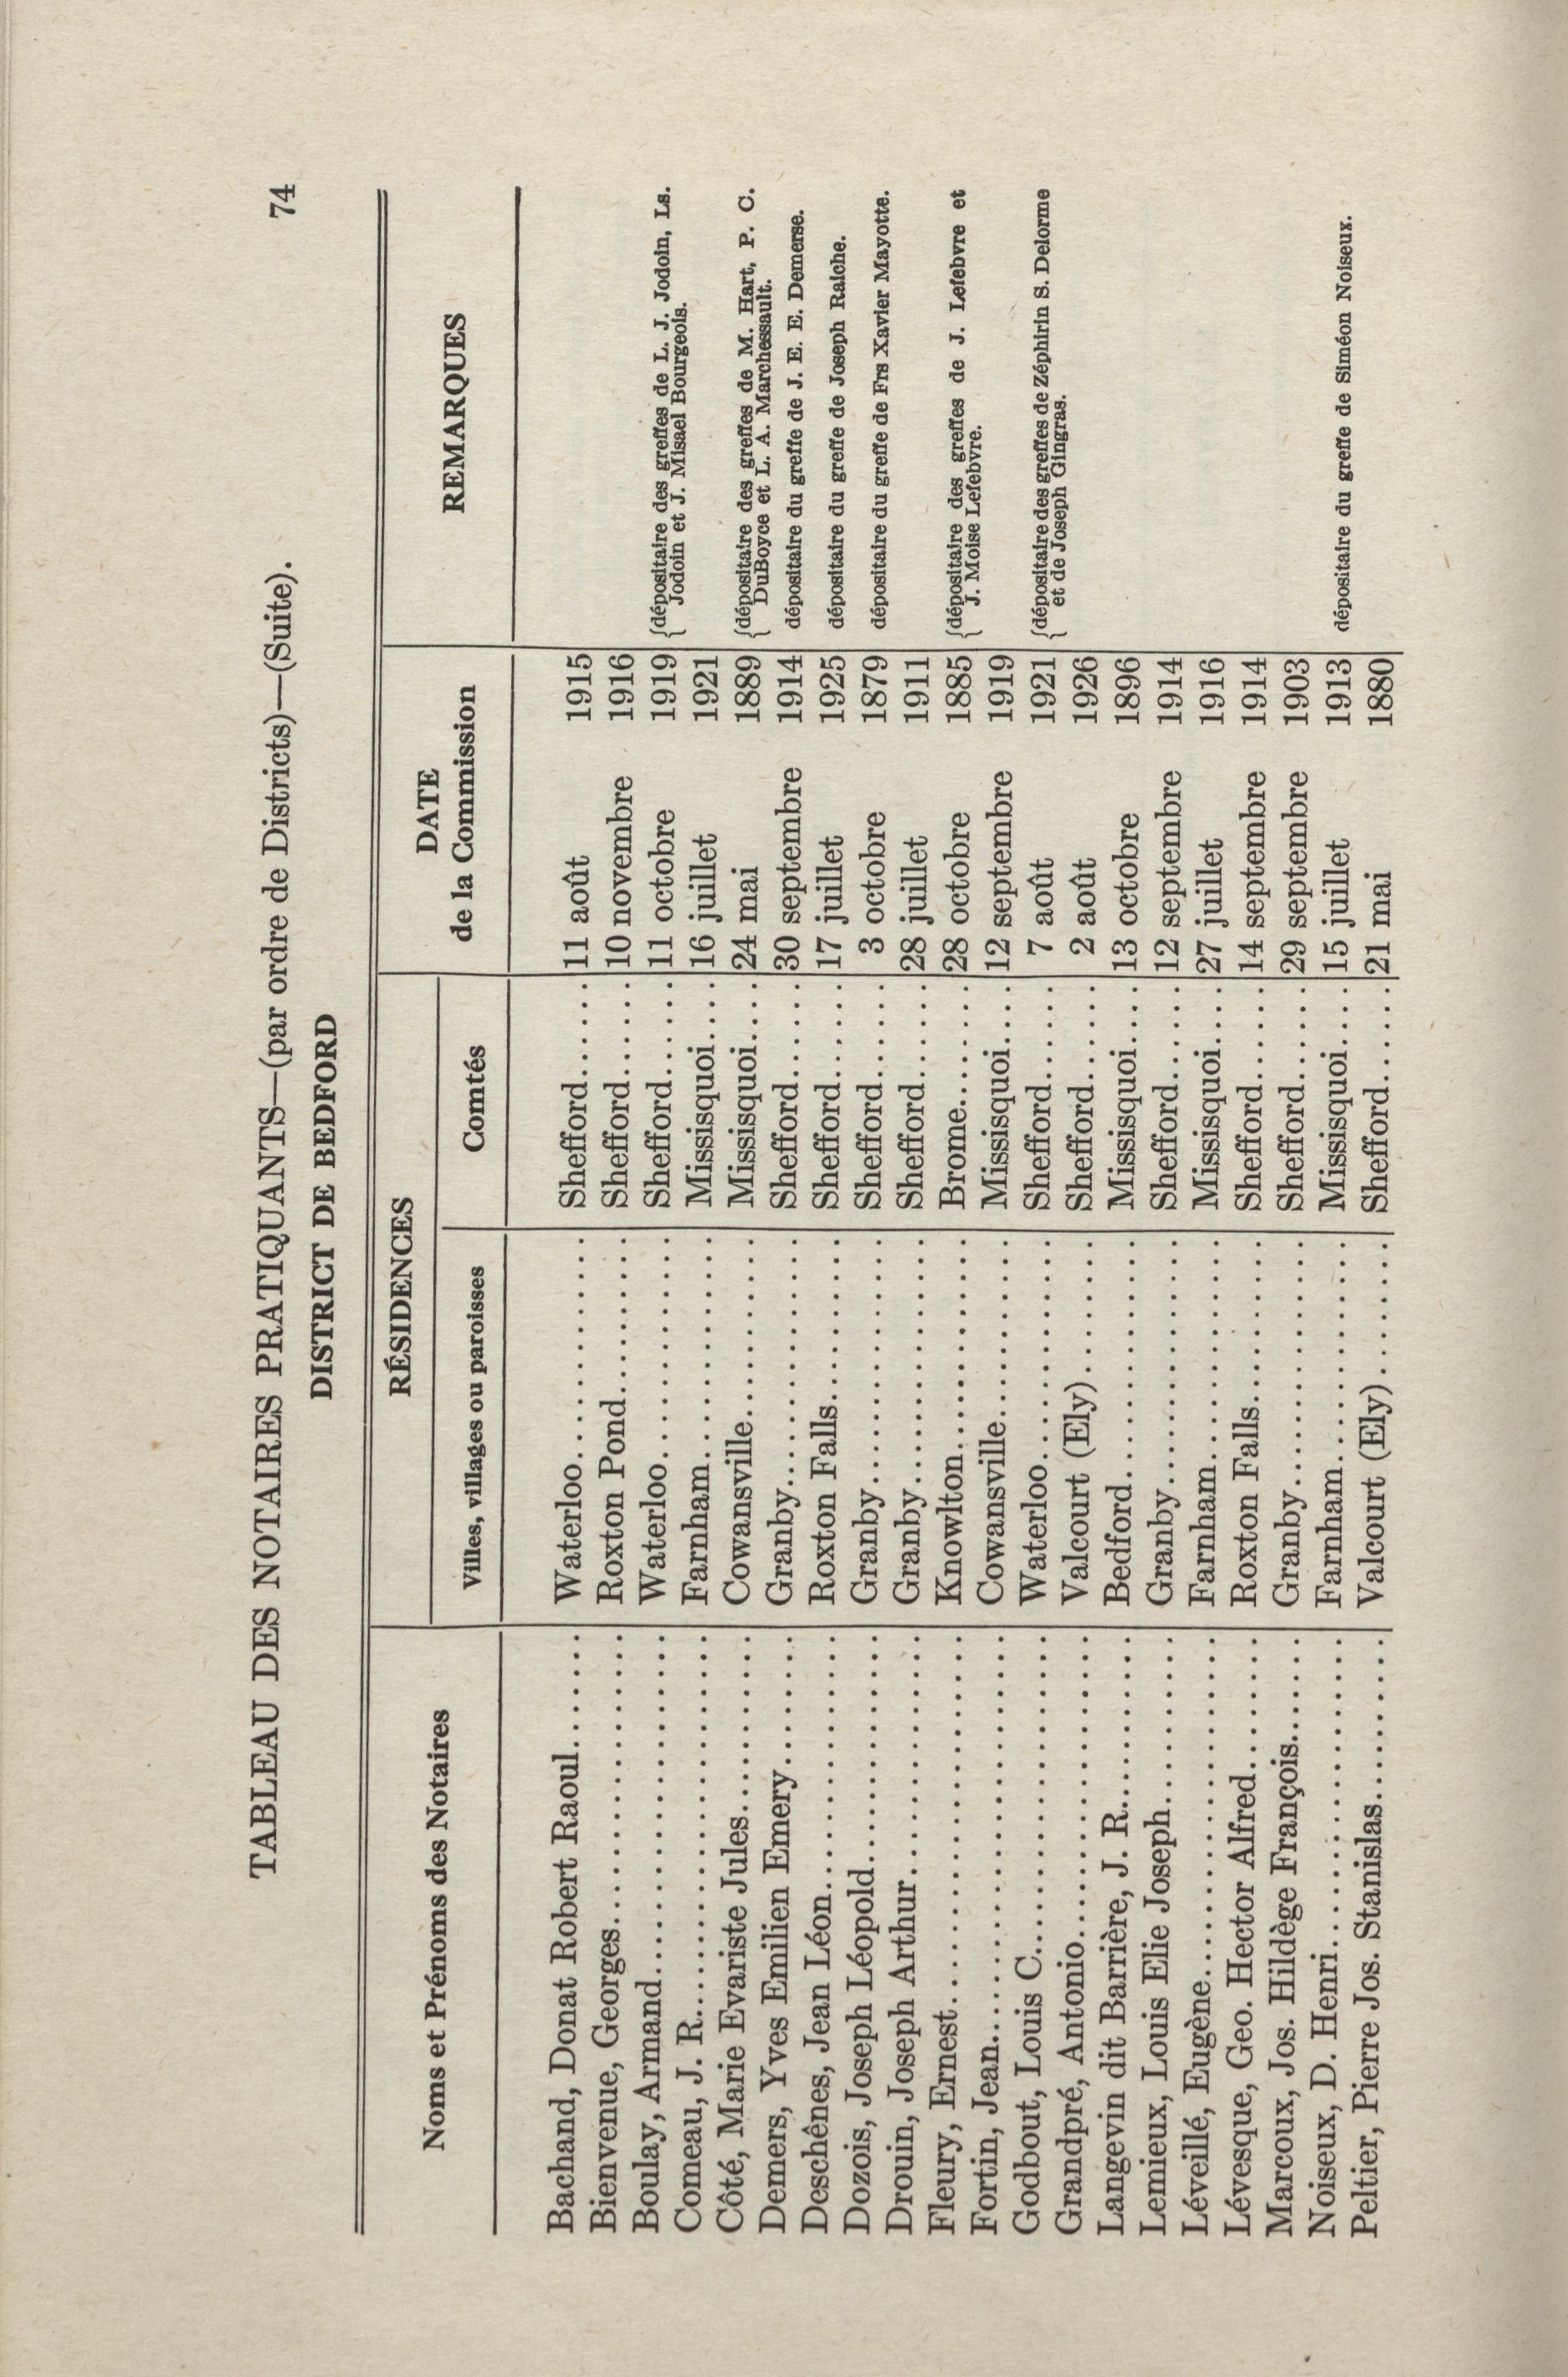 TABLEAU DES NOTAIRES PRATIQUANTS—(par ordre de Districts)—(Suite). 74
DISTRICT DE BEDFORD
Noms et Prénoms des Notaires RÉSIDENCES DATE de la Commission REMARQUES
Villes, villages ou paroisses Comtés
Bachand, Donat Robert Raoul...... Waterloo........... Shefford...... 11 août 1915
Bienvenue, Georges............... Roxton Pond........ Shefford...... 10 novembre 1916
Boulay, Armand............... Waterloo........... Shefford...... 11 octobre 1919 {dépositaire des greffes de L. J. Jodoin, Ls.
Jodoin et J. Misael Bourgeois.
Comeau, J. R............... Farnham........... Missisquoi.... 16 juillet 1921
Côté, Marie Evariste Jules......... Cowansville......... Missisquoi.... 24 mai 1889 {dépositaire des greffes de M. Hart, P. C.
DuBoyce et L. A. Marchessault.
Demers, Yves Emilien Emery....... Granby........... Shefford...... 30 septembre 1914 dépositaire du greffe de J. E. E. Demerse.
Deschênes, Jean Léon............ Roxton Falls......... Shefford...... 17 juillet 1925 dépositaire du greffe de Joseph Raiche.
Dozois, Joseph Léopold........... Granby........... Shefford...... 3 octobre 1879 dépositaire du greffe de Frs Xavier Mayotte.
Drouin, Joseph Arthur........... Granby........... Shefford...... 28 juillet 1911
Fleury, Ernest............... Knowlton........... Brome....... 28 octobre 1885 {dépositaire des greffes de J. Lefebvre et
J. Moise Lefebvre.
Fortin, Jean............... Cowansville......... Missisquoi.... 12 septembre 1919
Godbout, Louis C............... Waterloo........... Shefford...... 7 août 1921 {dépositaire des greffes de Zéphirin S. Delorme
et de Joseph Gingras.
Grandpré, Antonio............... Valcourt (Ely)....... Shefford...... 2 août 1926
Langevin dit Barrière, J. R......... Bedford........... Missisquoi.... 13 octobre 1896
Lemieux, Louis Elie Joseph......... Granby........... Shefford...... 12 septembre 1914
Léveillé, Eugène............... Farnham........... Missisquoi.... 27 juillet 1916
Lévesque, Geo. Hector Alfred....... Roxton Falls......... Shefford...... 14 septembre 1914
Marcoux, Jos. Hildège François...... Granby........... Shefford...... 29 septembre 1903
Noiseux, D. Henri............... Farnham........... Missisquoi.... 15 juillet 1913 dépositaire du greffe de Siméon Noiseux.
Peltier, Pierre Jos. Stanislas......... Valcourt (Ely)....... Shefford...... 21 mai 1880